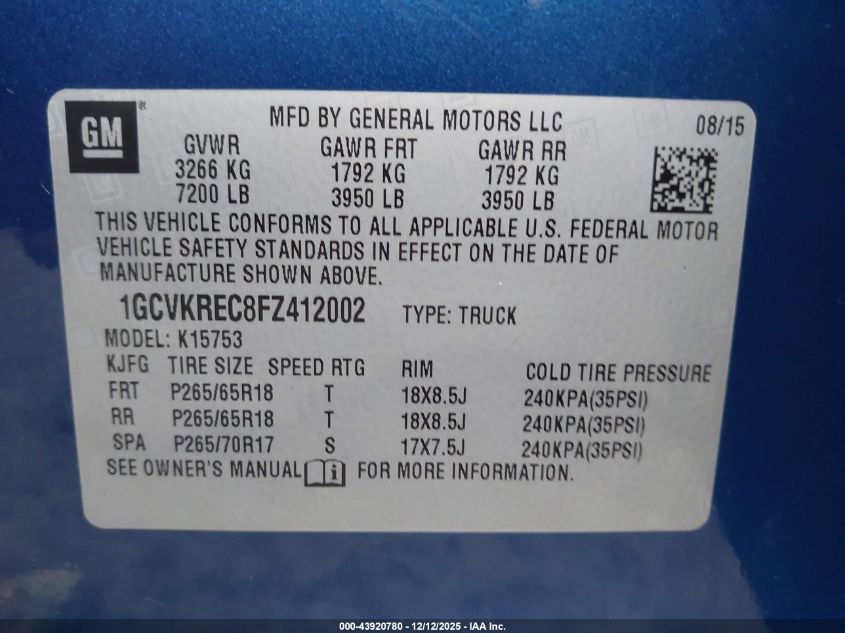 GM ® MFD BY GENERAL MOTORS LLC 08/15
GVWR GAWR FRT GAWR RR
3266 KG 1792 KG 1792 KG
7200 LB 3950 LB 3950 LB
THIS VEHICLE CONFORMS TO ALL APPLICABLE U.S. FEDERAL MOTOR
VEHICLE SAFETY STANDARDS IN EFFECT ON THE DATE OF
MANUFACTURE SHOWN ABOVE.
1GCVKREC8FZ412002 TYPE: TRUCK
MODEL: K15753
KJFG TIRE SIZE SPEED RTG RIM COLD TIRE PRESSURE
FRT P265/65R18 T 18X8.5J 240KPA(35PSI)
RR P265/65R18 T 18X8.5J 240KPA(35PSI)
SPA P265/70R17 S 17X7.5J 240KPA(35PSI)
SEE OWNER'S MANUAL i FOR MORE INFORMATION.
000-43920780 - 12/12/2025 - IAA Inc.